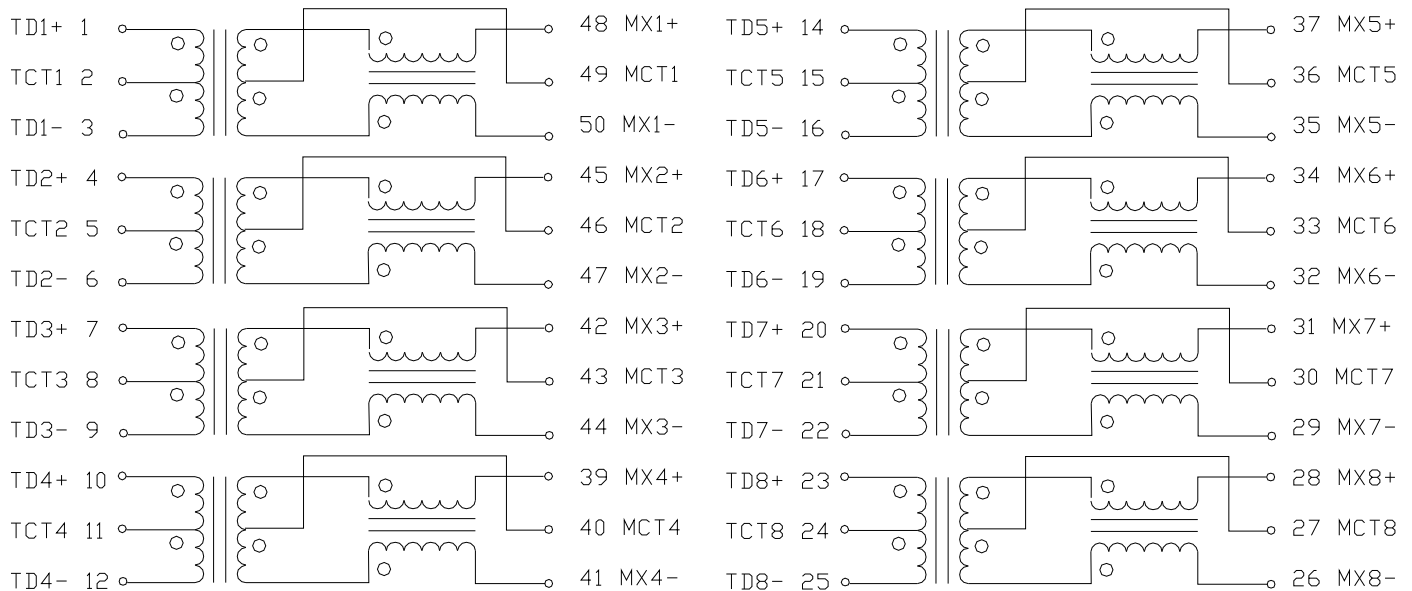 TD1+ 1 48 MX1+ TD5+ 14 37 MX5+
TCT1 2 49 MCT1 TCT5 15 36 MCT5
TD1- 3 50 MX1- TD5- 16 35 MX5-
TD2+ 4 45 MX2+ TD6+ 17 34 MX6+
TCT2 5 46 MCT2 TCT6 18 33 MCT6
TD2- 6 47 MX2- TD6- 19 32 MX6-
TD3+ 7 42 MX3+ TD7+ 20 31 MX7+
TCT3 8 43 MCT3 TCT7 21 30 MCT7
TD3- 9 44 MX3- TD7- 22 29 MX7-
TD4+ 10 39 MX4+ TD8+ 23 28 MX8+
TCT4 11 40 MCT4 TCT8 24 27 MCT8
TD4- 12 41 MX4- TD8- 25 26 MX8-